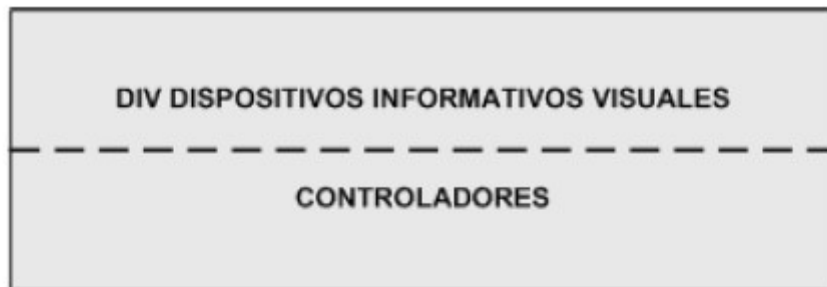 DIV DISPOSITIVOS INFORMATIVOS VISUALES
CONTROLADORES